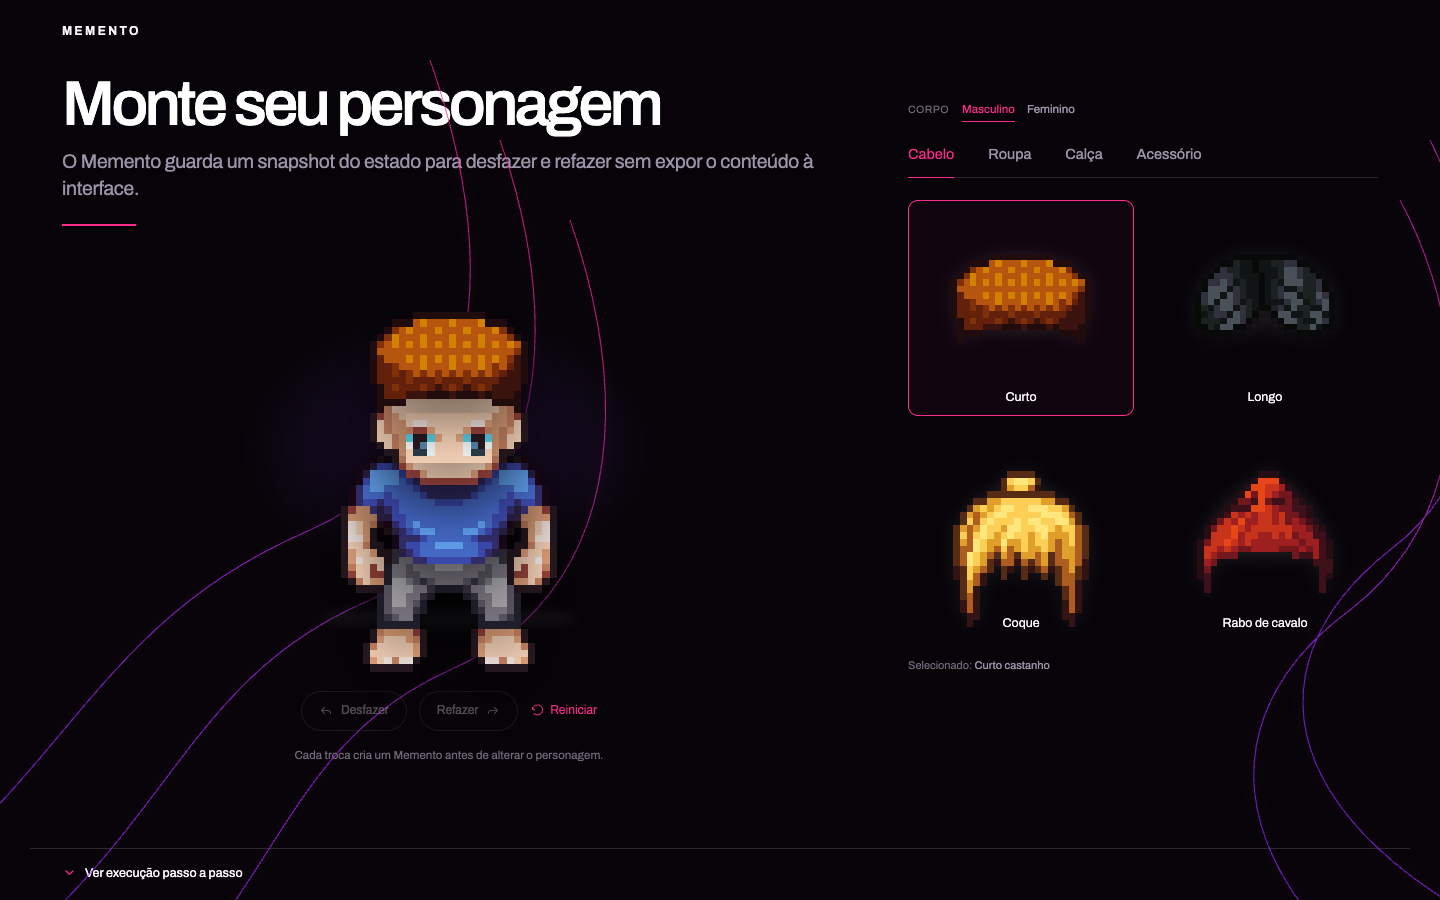 MEMENTO
Monte seu personagem
O Memento guarda um snapshot do estado para desfazer e refazer sem expor o conteúdo à
interface.
CORPO Masculino Feminino
Cabelo Roupa Calça Acessório
Curto Longo
Coque Rabo de cavalo
Selecionado: Curto castanho
Desfazer Refazer Reiniciar
Cada troca cria um Memento antes de alterar o personagem.
Ver execução passo a passo